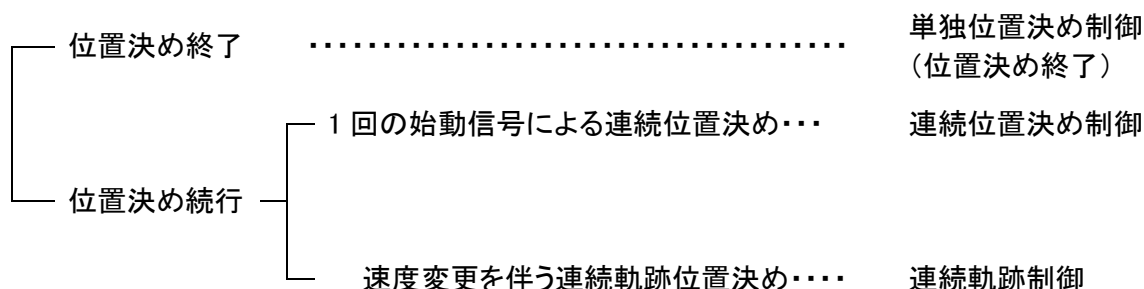 位置決め終了 ・・・・・・・・・・・・・・・・・・・・・・・・・・・・・・・・・・・・・ 単独位置決め制御
（位置決め終了）
1 回の始動信号による連続位置決め・・・ 連続位置決め制御
位置決め続行
速度変更を伴う連続軌跡位置決め・・・・ 連続軌跡制御